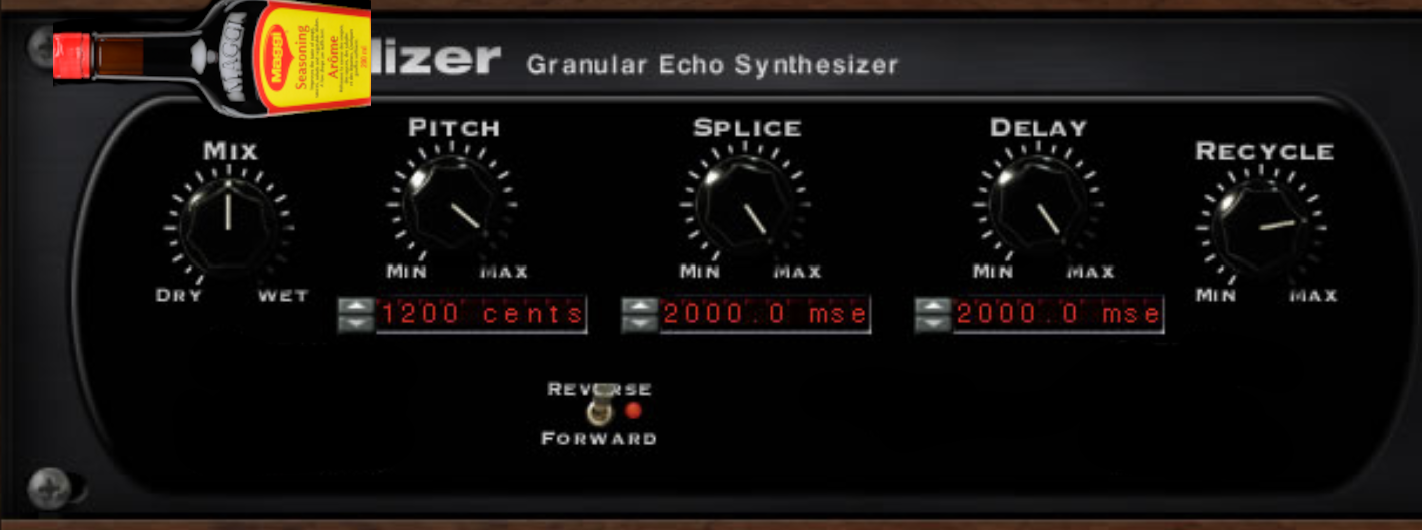 MAGGI
Maggi
Seasoning
Arôme
lizer Granular Echo Synthesizer
MIX
PITCH
SPLICE
DELAY
RECYCLE
DRY WET
MIN MAX
MIN MAX
MIN MAX
MIN MAX
1200 cents
2000.0 mse
2000.0 mse
REVERSE
FORWARD